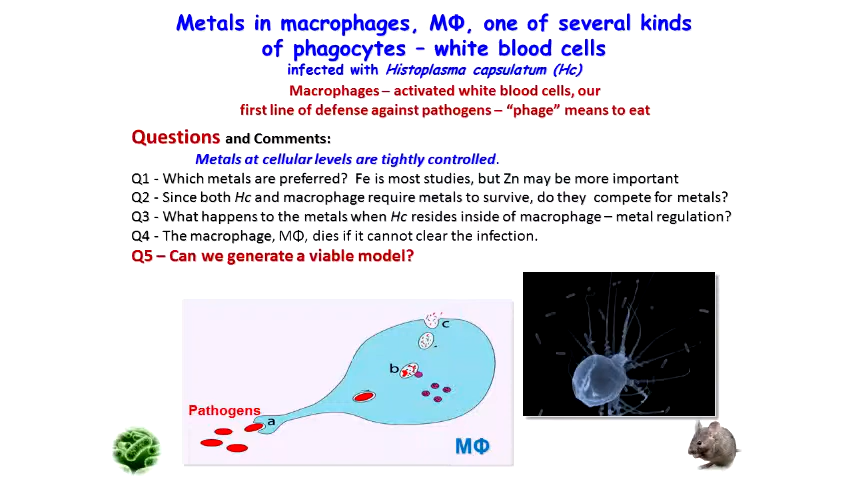 Metals in macrophages, MΦ, one of several kinds
of phagocytes – white blood cells
infected with Histoplasma capsulatum (Hc)
Macrophages – activated white blood cells, our
first line of defense against pathogens – “phage” means to eat
Questions and Comments:
Metals at cellular levels are tightly controlled.
Q1 - Which metals are preferred? Fe is most studies, but Zn may be more important
Q2 - Since both Hc and macrophage require metals to survive, do they compete for metals?
Q3 - What happens to the metals when Hc resides inside of macrophage – metal regulation?
Q4 - The macrophage, MΦ, dies if it cannot clear the infection.
Q5 – Can we generate a viable model?
c
b
Pathogens
a
MΦ